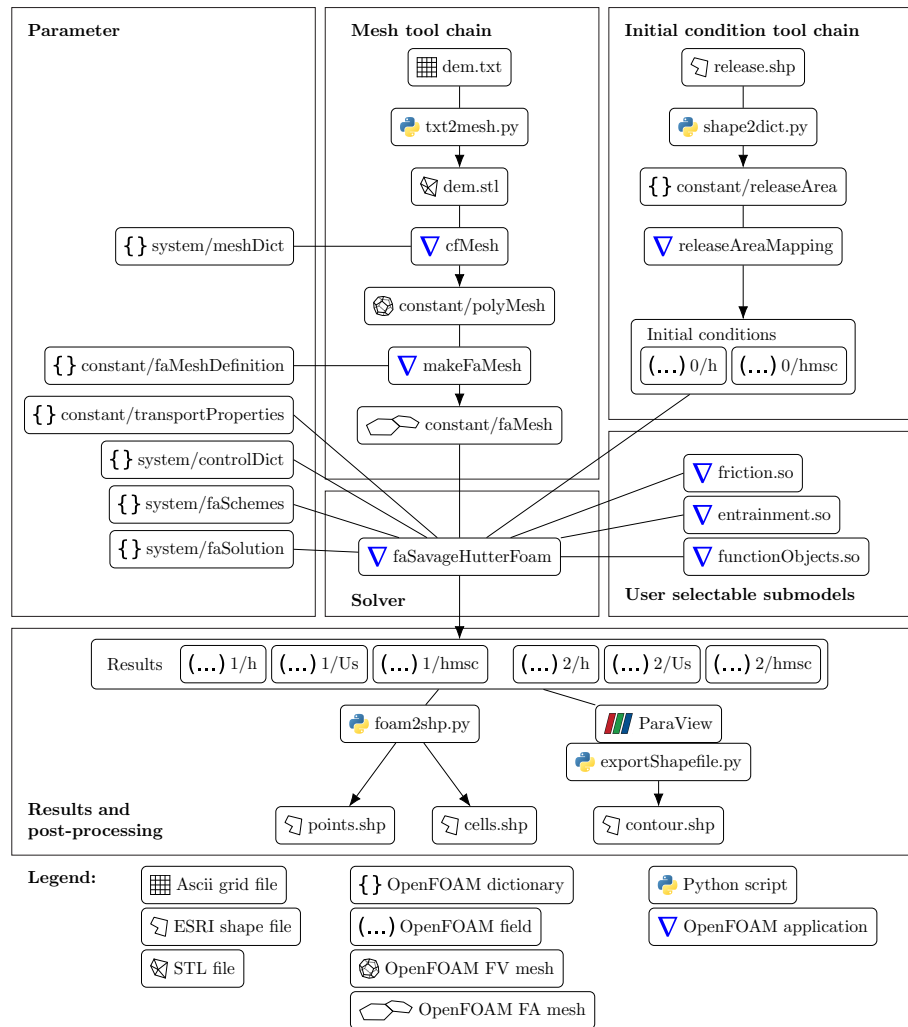 Parameter
system/meshDict
constant/faMeshDefinition
constant/transportProperties
system/controlDict
system/faSchemes
system/faSolution
Mesh tool chain
dem.txt
txt2mesh.py
dem.stl
cfMesh
constant/polyMesh
makeFaMesh
constant/faMesh
Initial condition tool chain
release.shp
shape2dict.py
{} constant/releaseArea
releaseAreaMapping
Initial conditions
(...) 0/h
(...) 0/hmsc
faSavageHutterFoam
Solver
friction.so
entrainment.so
functionObjects.so
User selectable submodels
Results
(...) 1/h
(...) 1/Us
(...) 1/hmsc
(...) 2/h
(...) 2/Us
(...) 2/hmsc
foam2shp.py
ParaView
exportShapefile.py
points.shp
cells.shp
contour.shp
Results and
post-processing
Legend:
Ascii grid file
ESRI shape file
STL file
{} OpenFOAM dictionary
(...) OpenFOAM field
OpenFOAM FV mesh
OpenFOAM FA mesh
Python script
OpenFOAM application